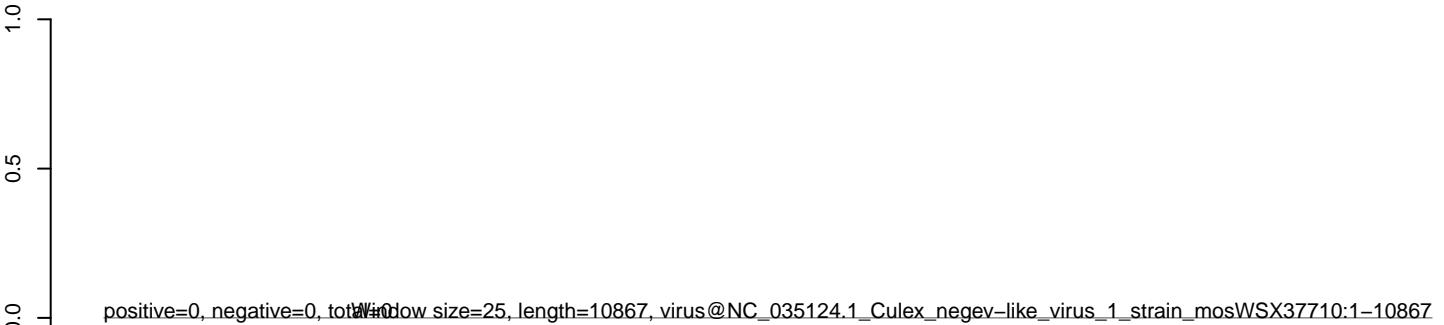 1.0
0.5
0.0
positive=0, negative=0, total=0
Window size=25, length=10867, virus@NC_035124.1_Culex_negev−like_virus_1_strain_mosWSX37710:1−10867